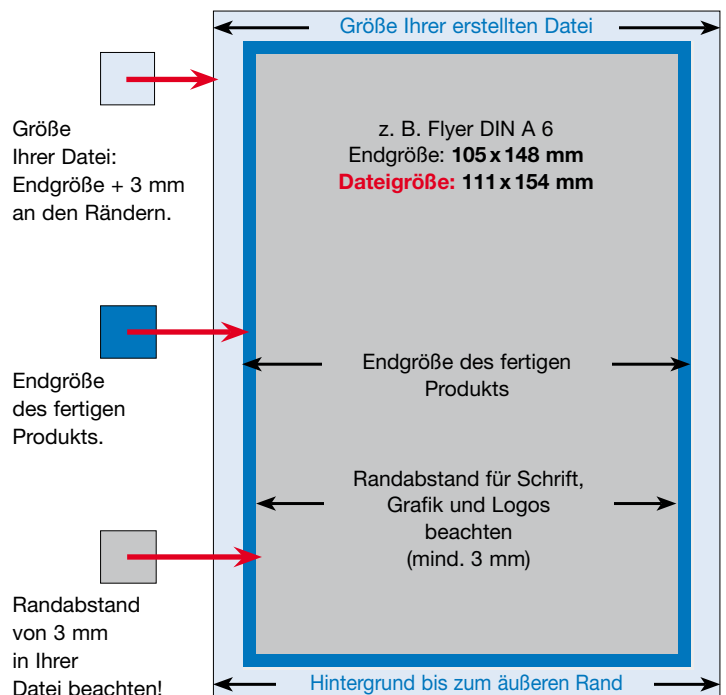 Größe Ihrer erstellten Datei
Größe
Ihrer Datei:
Endgröße + 3 mm
an den Rändern.
z. B. Flyer DIN A 6
Endgröße: 105 x 148 mm
Dateigröße: 111 x 154 mm
Endgröße
des fertigen
Produkts.
Endgröße des fertigen
Produkts
Randabstand für Schrift,
Grafik und Logos
beachten
(mind. 3 mm)
Randabstand
von 3 mm
in Ihrer
Datei beachten!
Hintergrund bis zum äußeren Rand